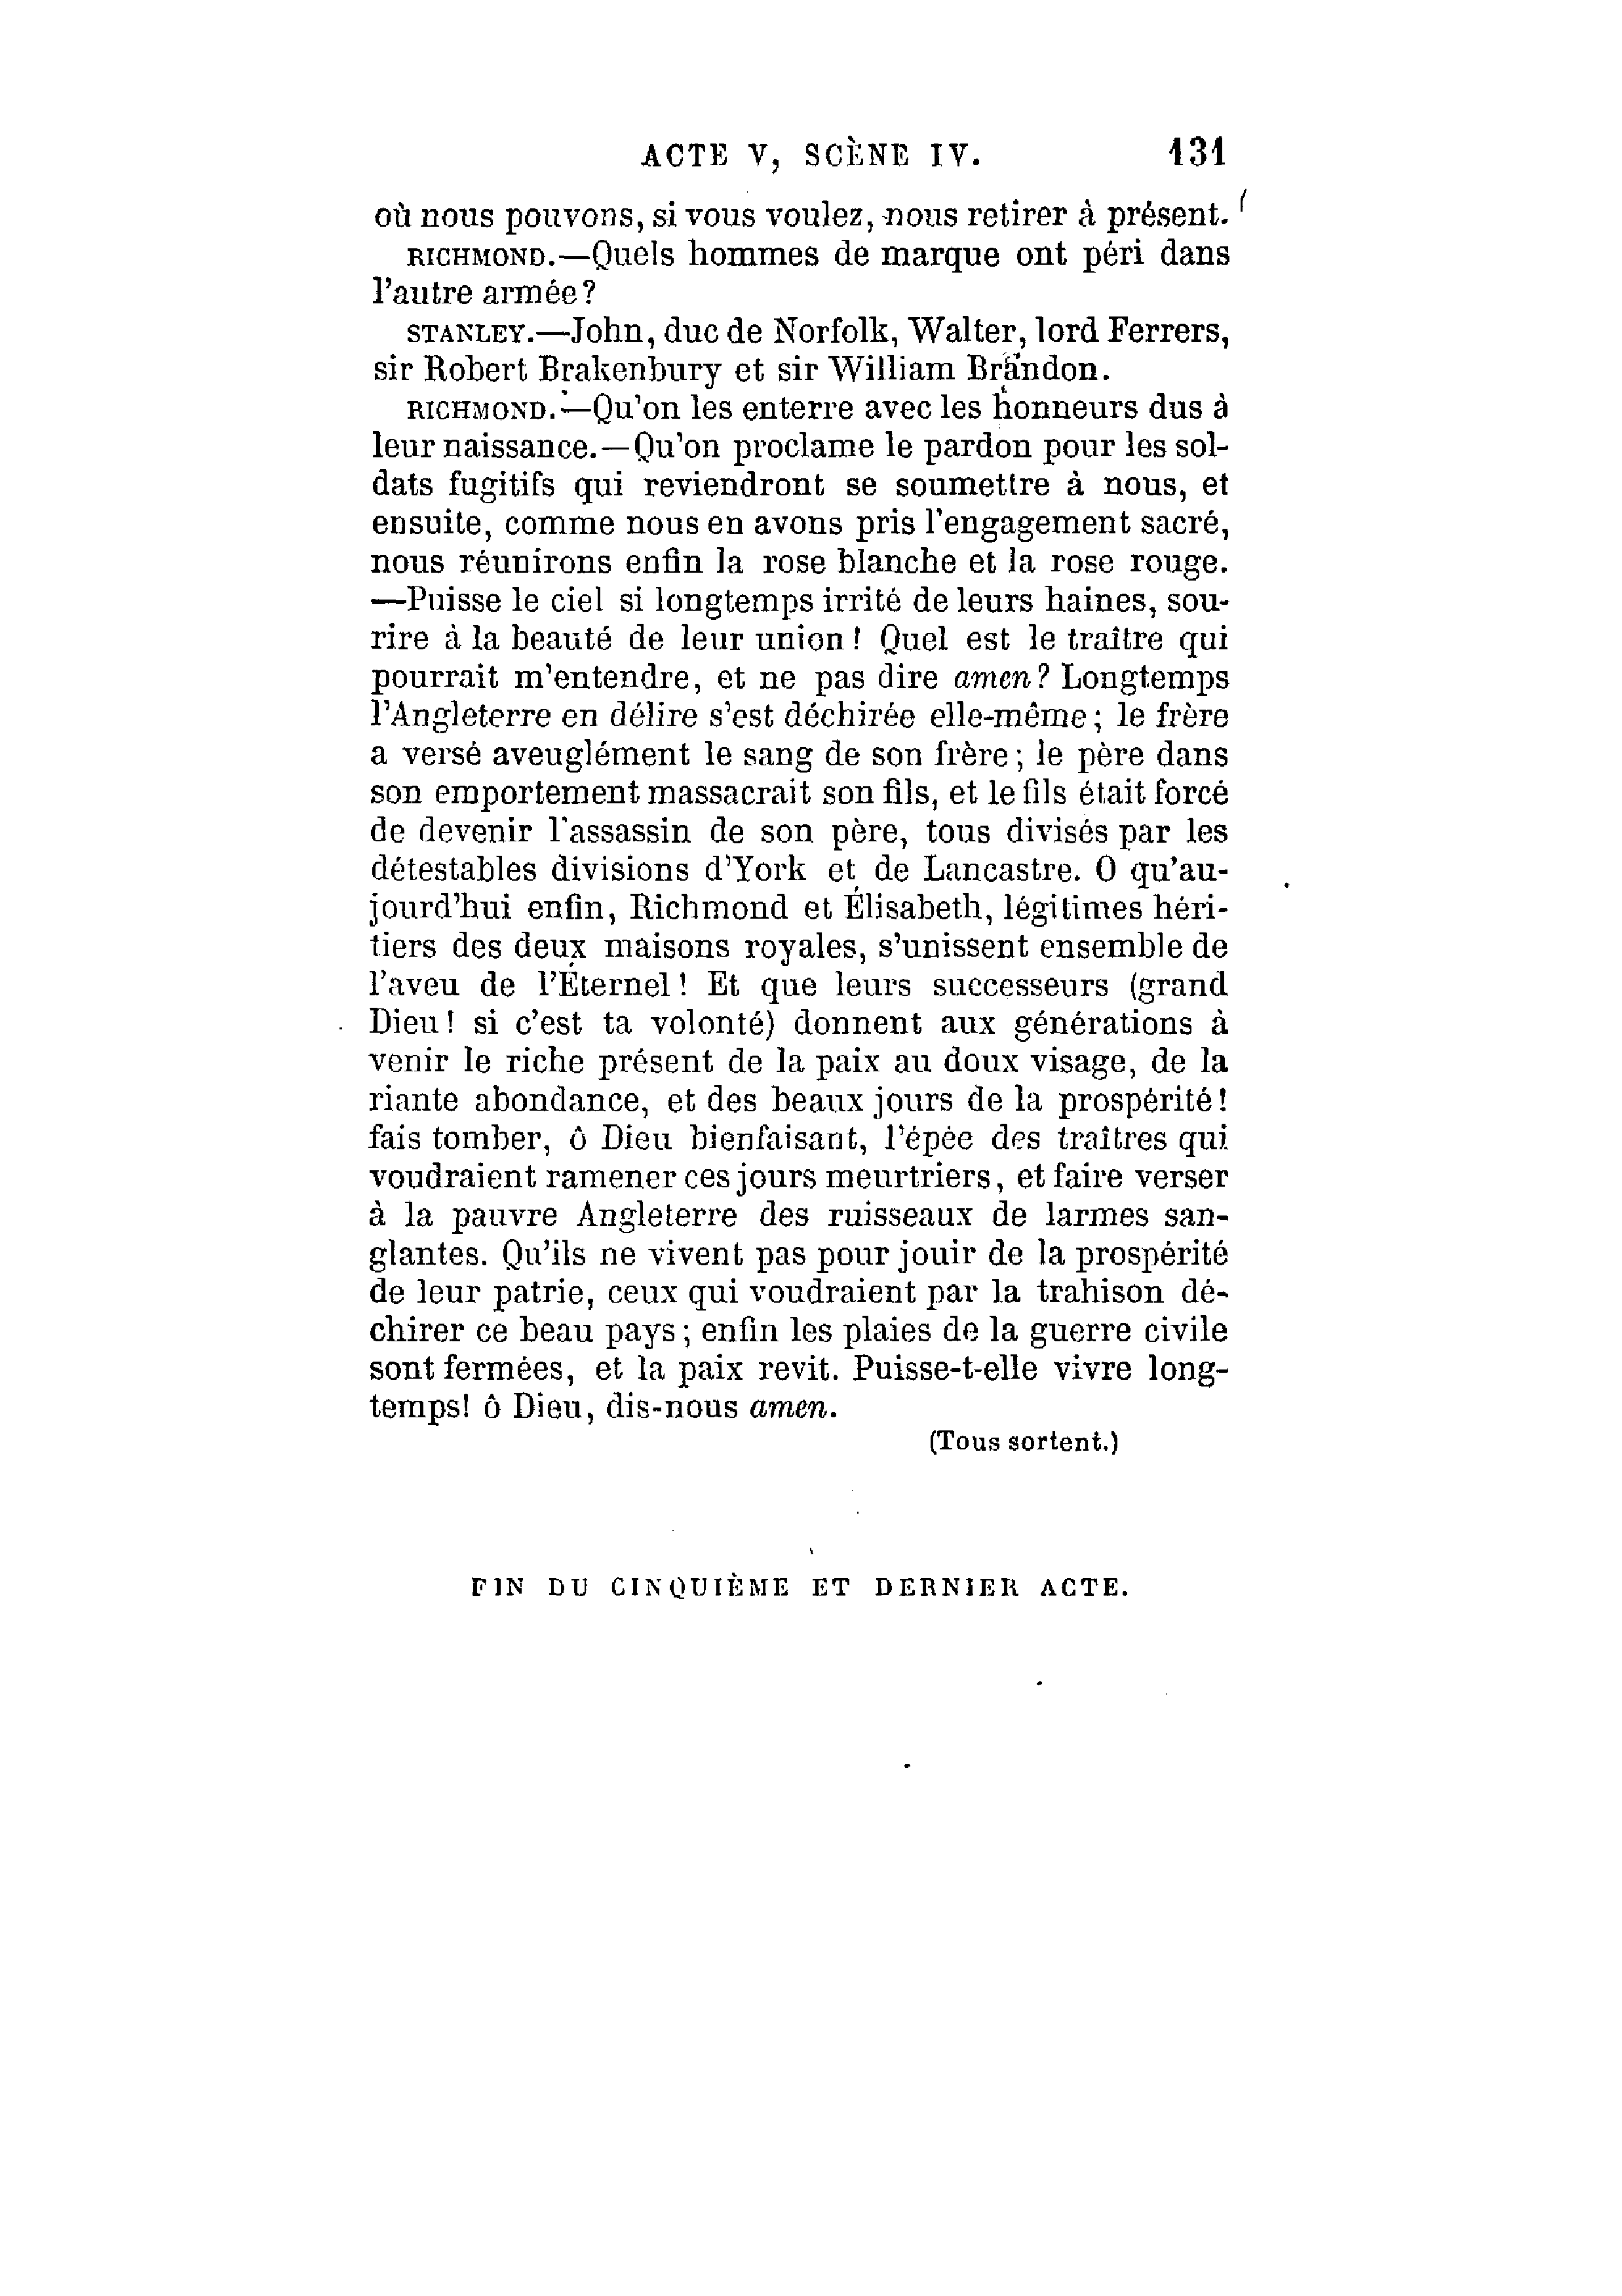 ACTE V, SCÈNE IV. 131
où nous pouvons, si vous voulez, nous retirer à présent.
RICHMOND.—Quels hommes de marque ont péri dans
l'autre armée?
STANLEY.—John, duc de Norfolk, Walter, lord Ferrers,
sir Robert Brakenbury et sir William Brandon.
RICHMOND.—Qu'on les enterre avec les honneurs dus à
leur naissance.—Qu'on proclame le pardon pour les sol-
dats fugitifs qui reviendront se soumettre à nous, et
ensuite, comme nous en avons pris l'engagement sacré,
nous réunirons enfin la rose blanche et la rose rouge.
—Puisse le ciel si longtemps irrité de leurs haines, sou-
rire à la beauté de leur union! Quel est le traître qui
pourrait m'entendre, et ne pas dire amen? Longtemps
l'Angleterre en délire s'est déchirée elle-même; le frère
a versé aveuglément le sang de son frère; le père dans
son emportement massacrait son fils, et le fils était forcé
de devenir l'assassin de son père, tous divisés par les
détestables divisions d'York et de Lancastre. O qu'au-
jourd'hui enfin, Richmond et Élisabeth, légitimes héri-
tiers des deux maisons royales, s'unissent ensemble de
l'aveu de l'Éternel! Et que leurs successeurs (grand
Dieu! si c'est ta volonté) donnent aux générations à
venir le riche présent de la paix au doux visage, de la
riante abondance, et des beaux jours de la prospérité!
fais tomber, ô Dieu bienfaisant, l'épée des traîtres qui
voudraient ramener ces jours meurtriers, et faire verser
à la pauvre Angleterre des ruisseaux de larmes san-
glantes. Qu'ils ne vivent pas pour jouir de la prospérité
de leur patrie, ceux qui voudraient par la trahison dé-
chirer ce beau pays; enfin les plaies de la guerre civile
sont fermées, et la paix revit. Puisse-t-elle vivre long-
temps! ô Dieu, dis-nous amen.
(Tous sortent.)
FIN DU CINQUIÈME ET DERNIER ACTE.